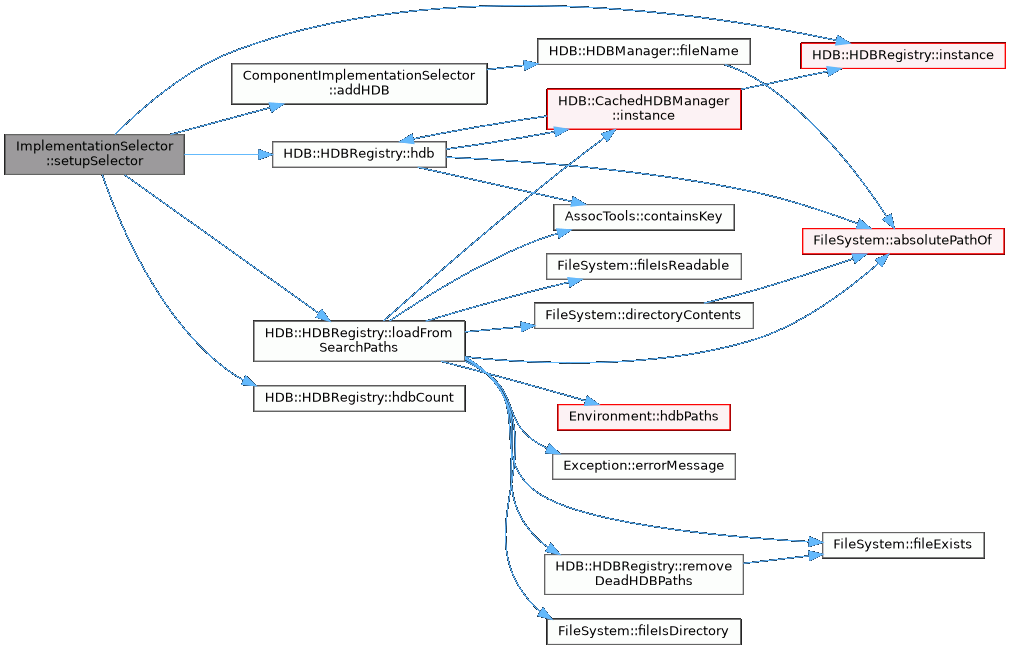 HDB::HDBManager::fileName
HDB::HDBRegistry::instance
ComponentImplementationSelector
::addHDB
HDB::CachedHDBManager
::instance
ImplementationSelector
::setupSelector
HDB::HDBRegistry::hdb
AssocTools::containsKey
FileSystem::absolutePathOf
FileSystem::fileIsReadable
FileSystem::directoryContents
HDB::HDBRegistry::loadFrom
SearchPaths
HDB::HDBRegistry::hdbCount
Environment::hdbPaths
Exception::errorMessage
FileSystem::fileExists
HDB::HDBRegistry::remove
DeadHDBPaths
FileSystem::fileIsDirectory